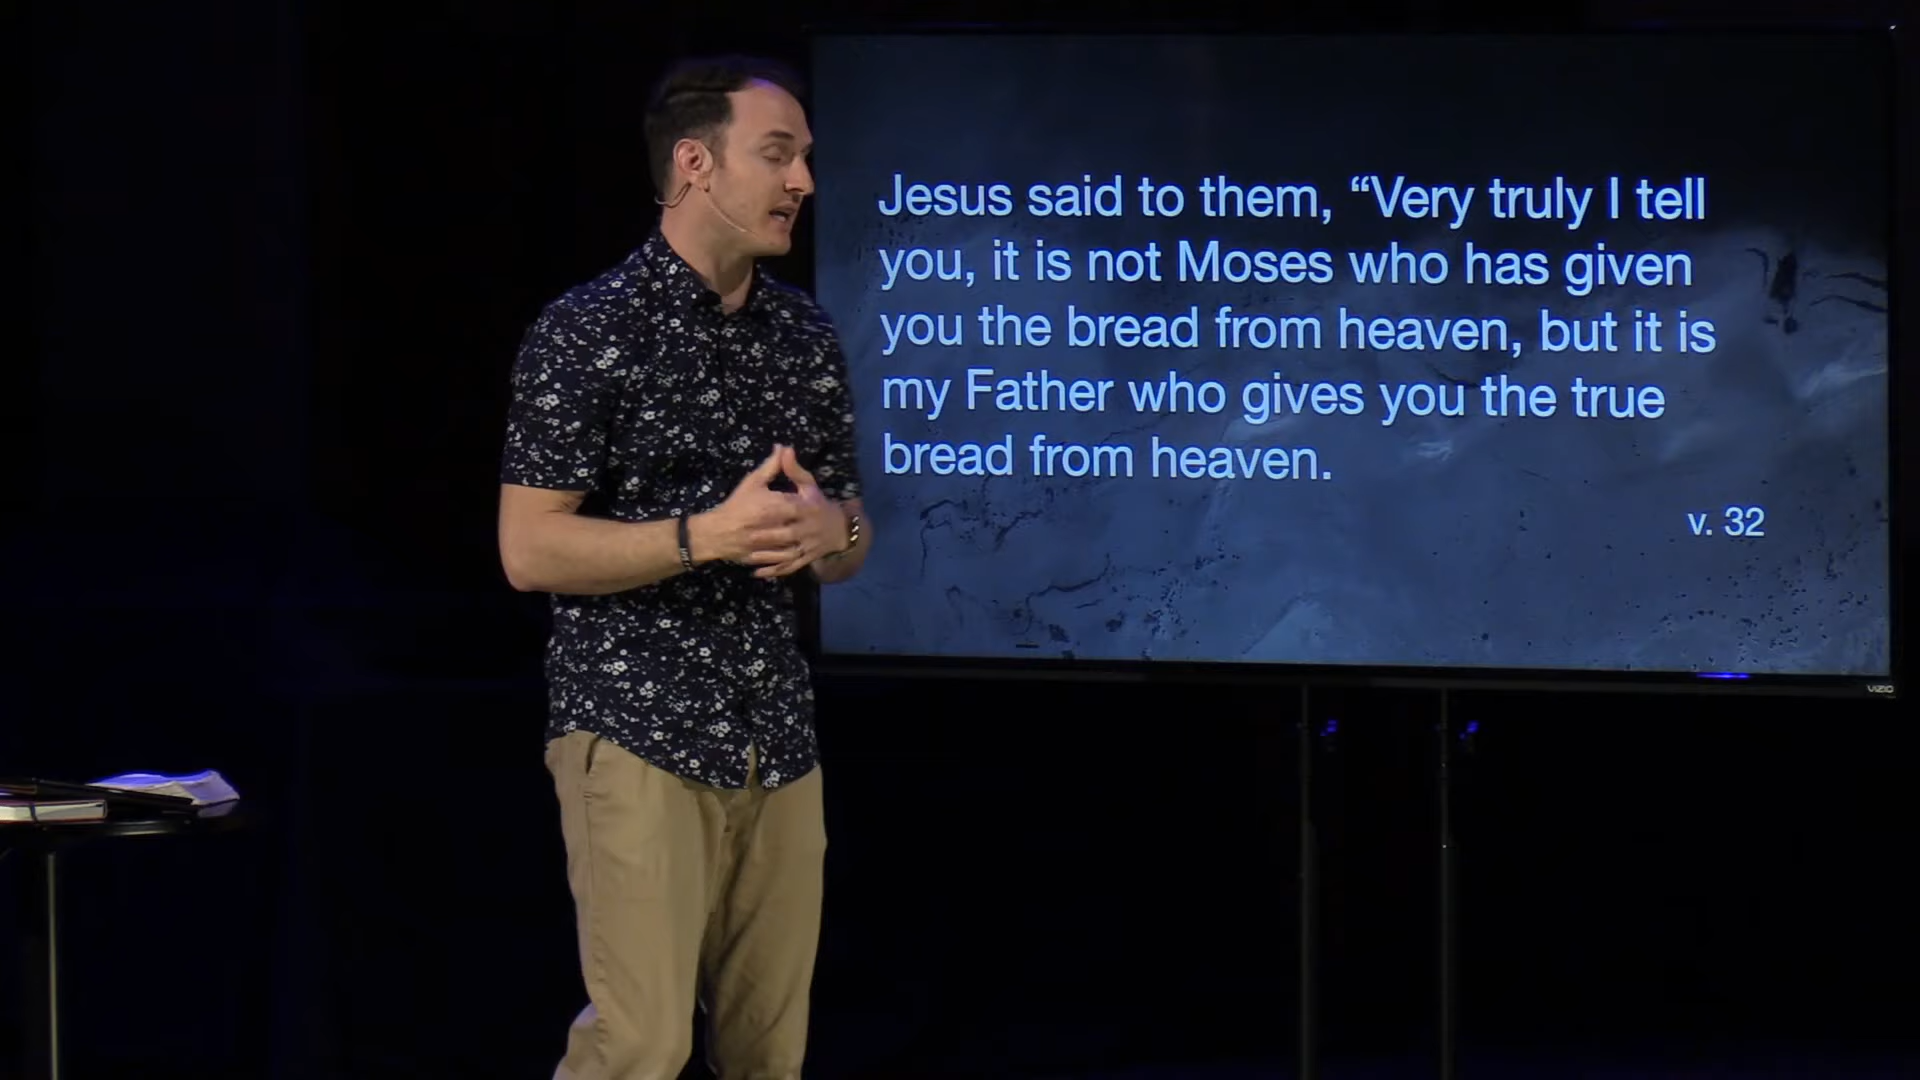 Jesus said to them, “Very truly I tell
you, it is not Moses who has given
you the bread from heaven, but it is
my Father who gives you the true
bread from heaven.
v. 32
VIZIO